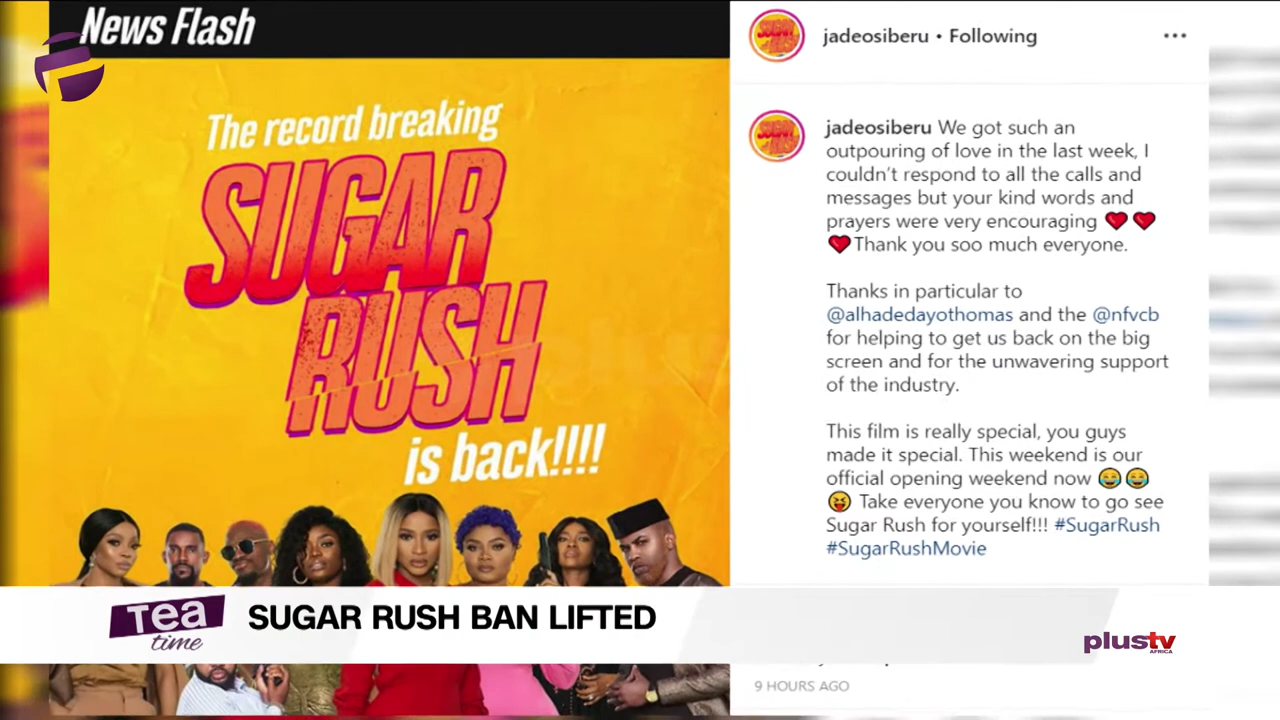 News Flash
The record breaking
SUGAR
RUSH
is back!!!!
jadeosiberu • Following
jadeosiberu We got such an
outpouring of love in the last week, I
couldn't respond to all the calls and
messages but your kind words and
prayers were very encouraging ❤️ ❤️
❤️Thank you soo much everyone.
Thanks in particular to
@alhadedayothomas and the @nfvcb
for helping to get us back on the big
screen and for the unwavering support
of the industry.
This film is really special, you guys
made it special. This weekend is our
official opening weekend now 😂😂
😝 Take everyone you know to go see
Sugar Rush for yourself!!! #SugarRush
#SugarRushMovie
Tea
time
SUGAR RUSH BAN LIFTED
plustv
AFRICA
9 HOURS AGO